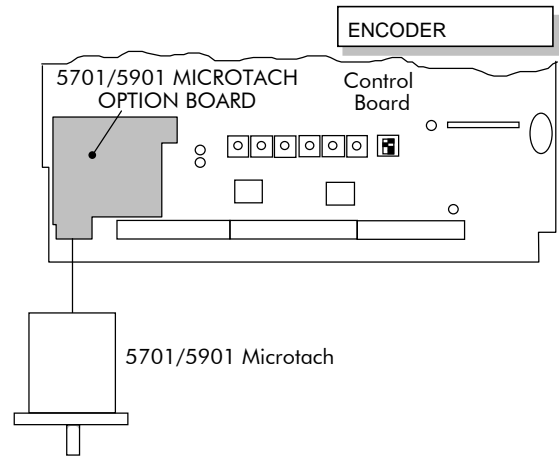 ENCODER
5701/5901 MICROTACH
OPTION BOARD
Control
Board
5701/5901 Microtach